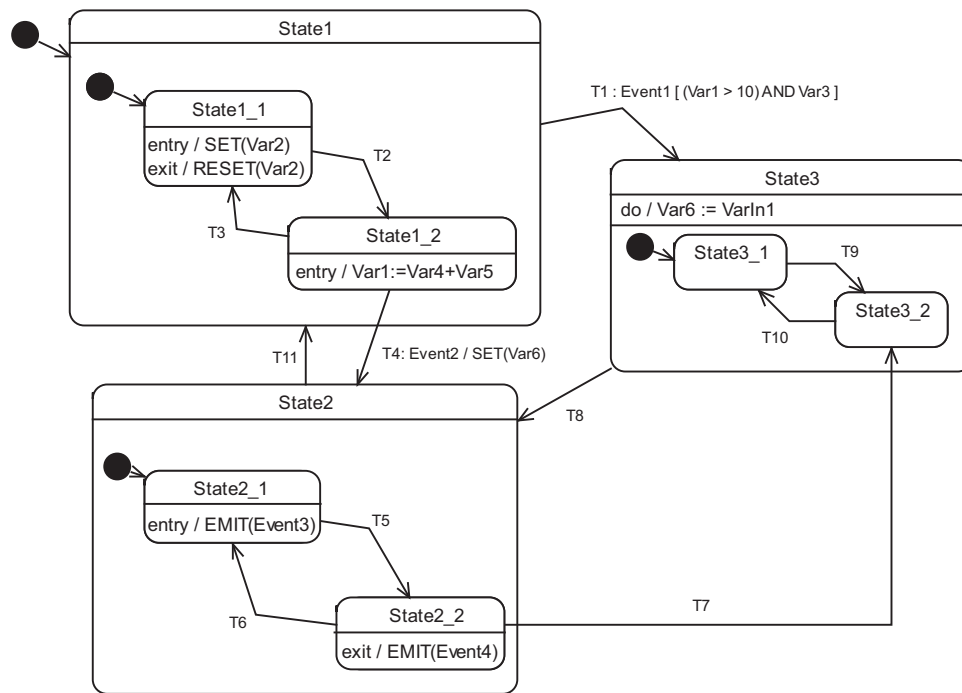 State1
T1 : Event1 [ (Var1 > 10) AND Var3 ]
State1_1
entry / SET(Var2)
exit / RESET(Var2)
T2
T3
State1_2
entry / Var1:=Var4+Var5
State3
do / Var6 := VarIn1
State3_1
T9
State3_2
T10
T11
T4: Event2 / SET(Var6)
State2
T8
State2_1
entry / EMIT(Event3)
T5
T6
State2_2
exit / EMIT(Event4)
T7